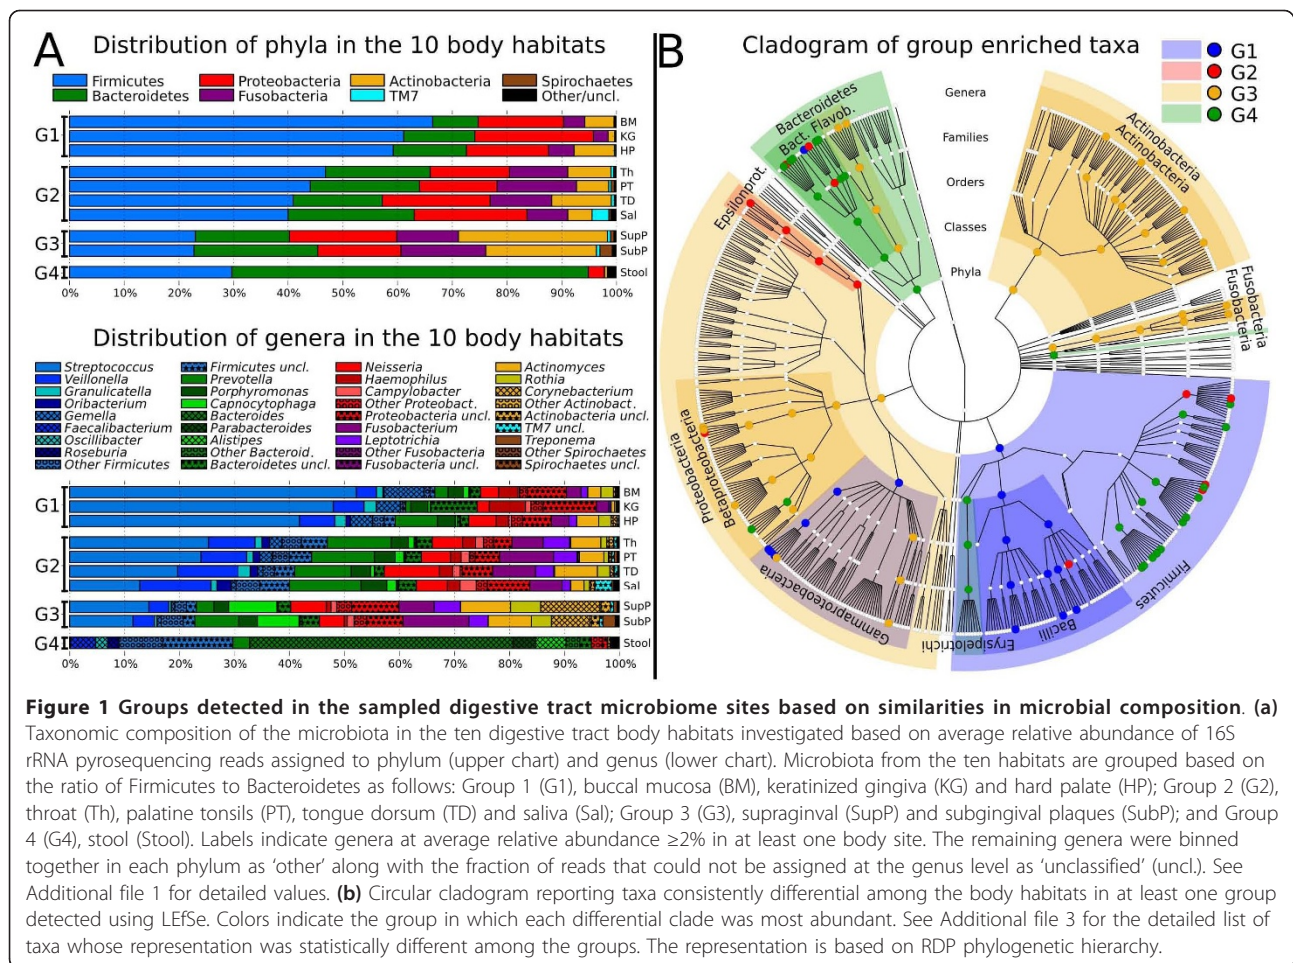 A
Distribution of phyla in the 10 body habitats
Firmicutes Proteobacteria Actinobacteria Spirochaetes
Bacteroidetes Fusobacteria TM7 Other/uncl.
G1
BM
KG
HP
G2
Th
PT
TD
Sal
G3
SupP
SubP
G4
Stool
0% 10% 20% 30% 40% 50% 60% 70% 80% 90% 100%
Distribution of genera in the 10 body habitats
Streptococcus Firmicutes uncl. Neisseria Actinomyces
Veillonella Prevotella Haemophilus Rothia
Granulicatella Porphyromonas Campylobacter Corynebacterium
Oribacterium Capnocytophaga Other Proteobact. Other Actinobact.
Gemella Bacteroides Proteobacteria uncl. Actinobacteria uncl.
Faecalibacterium Parabacteroides Fusobacterium TM7 uncl.
Oscillibacter Alistipes Leptotrichia Treponema
Roseburia Other Bacteroid. Other Fusobacteria Other Spirochaetes
Other Firmicutes Bacteroidetes uncl. Fusobacteria uncl. Spirochaetes uncl.
G1
BM
KG
HP
G2
Th
PT
TD
Sal
G3
SupP
SubP
G4
Stool
0% 10% 20% 30% 40% 50% 60% 70% 80% 90% 100%
B
Cladogram of group enriched taxa
G1
G2
G3
G4
Genera
Families
Orders
Classes
Phyla
Bacteroidetes
Bact. Flavob.
Epsilonprot.
Actinobacteria
Actinobacteria
Fusobacteria
Fusobacteria
Proteobacteria
Betaproteobacteria
Gammaproteobacteria
Erysipelotrichi
Bacilli
Firmicutes
Figure 1 Groups detected in the sampled digestive tract microbiome sites based on similarities in microbial composition. (a)
Taxonomic composition of the microbiota in the ten digestive tract body habitats investigated based on average relative abundance of 16S
rRNA pyrosequencing reads assigned to phylum (upper chart) and genus (lower chart). Microbiota from the ten habitats are grouped based on
the ratio of Firmicutes to Bacteroidetes as follows: Group 1 (G1), buccal mucosa (BM), keratinized gingiva (KG) and hard palate (HP); Group 2 (G2),
throat (Th), palatine tonsils (PT), tongue dorsum (TD) and saliva (Sal); Group 3 (G3), supraginval (SupP) and subgingival plaques (SubP); and Group
4 (G4), stool (Stool). Labels indicate genera at average relative abundance ≥2% in at least one body site. The remaining genera were binned
together in each phylum as ‘other’ along with the fraction of reads that could not be assigned at the genus level as ‘unclassified’ (uncl.). See
Additional file 1 for detailed values. (b) Circular cladogram reporting taxa consistently differential among the body habitats in at least one group
detected using LEfSe. Colors indicate the group in which each differential clade was most abundant. See Additional file 3 for the detailed list of
taxa whose representation was statistically different among the groups. The representation is based on RDP phylogenetic hierarchy.